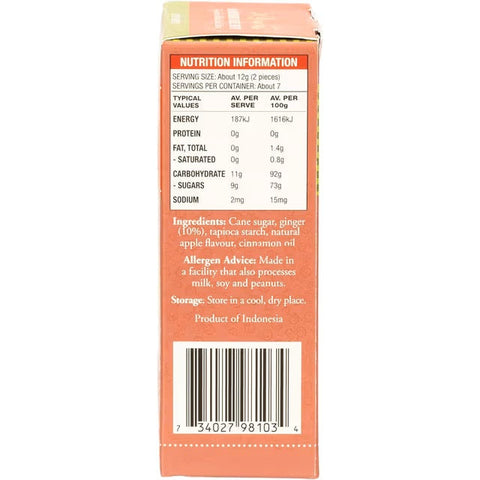 NUTRITION INFORMATION
SERVING SIZE: About 12g (2 pieces)
SERVINGS PER CONTAINER: About 7
TYPICAL VALUES AV. PER SERVE AV. PER 100g
ENERGY 187kJ 1616kJ
PROTEIN 0g 0g
FAT, TOTAL 0g 1.4g
- SATURATED 0g 0.8g
CARBOHYDRATE 11g 92g
- SUGARS 9g 73g
SODIUM 2mg 15mg
Ingredients: Cane sugar, ginger
(10%), tapioca starch, natural
apple flavour, cinnamon oil
Allergen Advice: Made in
a facility that also processes
milk, soy and peanuts.
Storage: Store in a cool, dry place.
Product of Indonesia
7 34027 98103 4